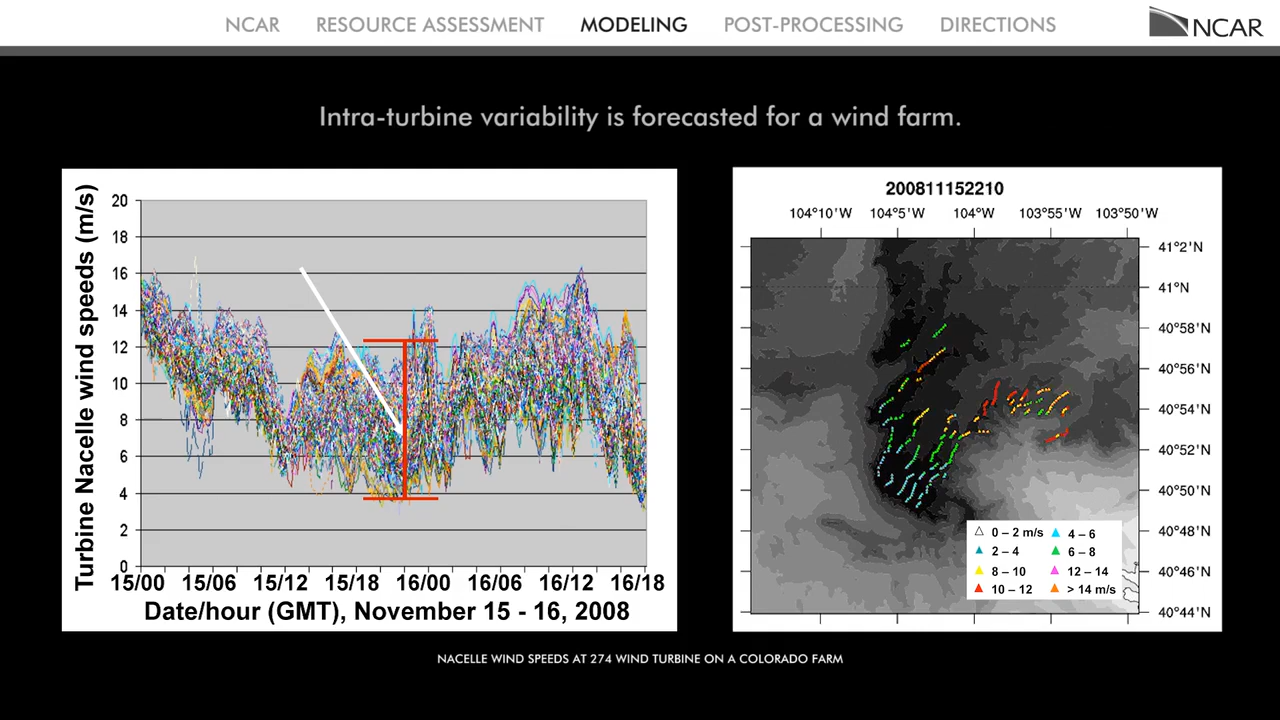 NCAR RESOURCE ASSESSMENT MODELING POST-PROCESSING DIRECTIONS
NCAR
Intra-turbine variability is forecasted for a wind farm.
Turbine Nacelle wind speeds (m/s)
20
18
16
14
12
10
8
6
4
2
0
15/00 15/06 15/12 15/18 16/00 16/06 16/12 16/18
Date/hour (GMT), November 15 - 16, 2008
200811152210
104°10'W 104°5'W 104°W 103°55'W 103°50'W
41°2'N
41°N
40°58'N
40°56'N
40°54'N
40°52'N
40°50'N
40°48'N
40°46'N
40°44'N
0 – 2 m/s 4 – 6
2 – 4 6 – 8
8 – 10 12 – 14
10 – 12 > 14 m/s
NACELLE WIND SPEEDS AT 274 WIND TURBINE ON A COLORADO FARM